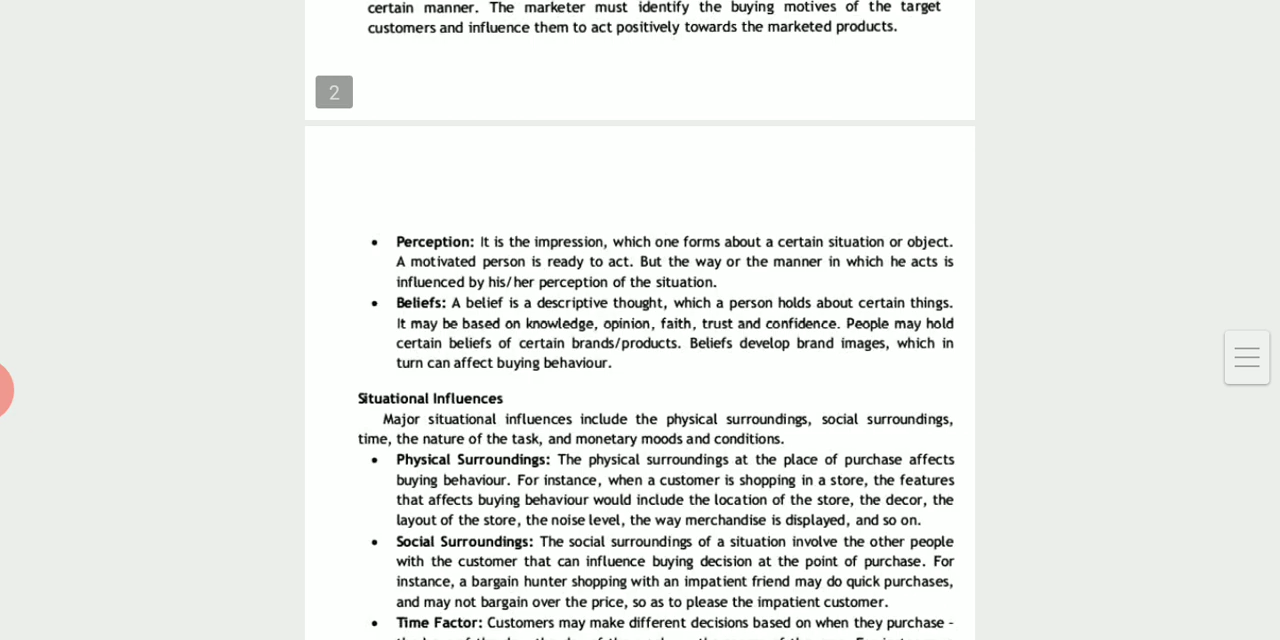 certain manner. The marketer must identify the buying motives of the target
customers and influence them to act positively towards the marketed products.
2
• Perception: It is the impression, which one forms about a certain situation or object.
A motivated person is ready to act. But the way or the manner in which he acts is
influenced by his/her perception of the situation.
• Beliefs: A belief is a descriptive thought, which a person holds about certain things.
It may be based on knowledge, opinion, faith, trust and confidence. People may hold
certain beliefs of certain brands/products. Beliefs develop brand images, which in
turn can affect buying behaviour.
Situational Influences
Major situational influences include the physical surroundings, social surroundings,
time, the nature of the task, and monetary moods and conditions.
• Physical Surroundings: The physical surroundings at the place of purchase affects
buying behaviour. For instance, when a customer is shopping in a store, the features
that affects buying behaviour would include the location of the store, the decor, the
layout of the store, the noise level, the way merchandise is displayed, and so on.
• Social Surroundings: The social surroundings of a situation involve the other people
with the customer that can influence buying decision at the point of purchase. For
instance, a bargain hunter shopping with an impatient friend may do quick purchases,
and may not bargain over the price, so as to please the impatient customer.
• Time Factor: Customers may make different decisions based on when they purchase -